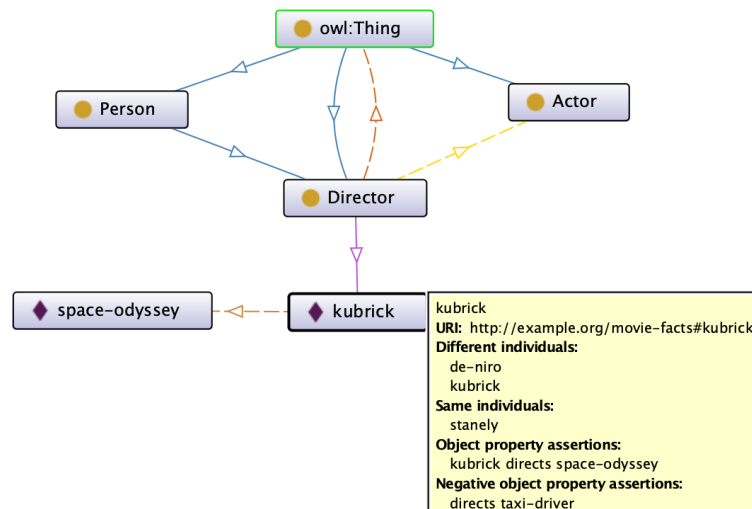 owl:Thing
Person
Actor
Director
space-odyssey
kubrick
kubrick
URI: http://example.org/movie-facts#kubrick
Different individuals:
de-niro
kubrick
Same individuals:
stanely
Object property assertions:
kubrick directs space-odyssey
Negative object property assertions:
directs taxi-driver